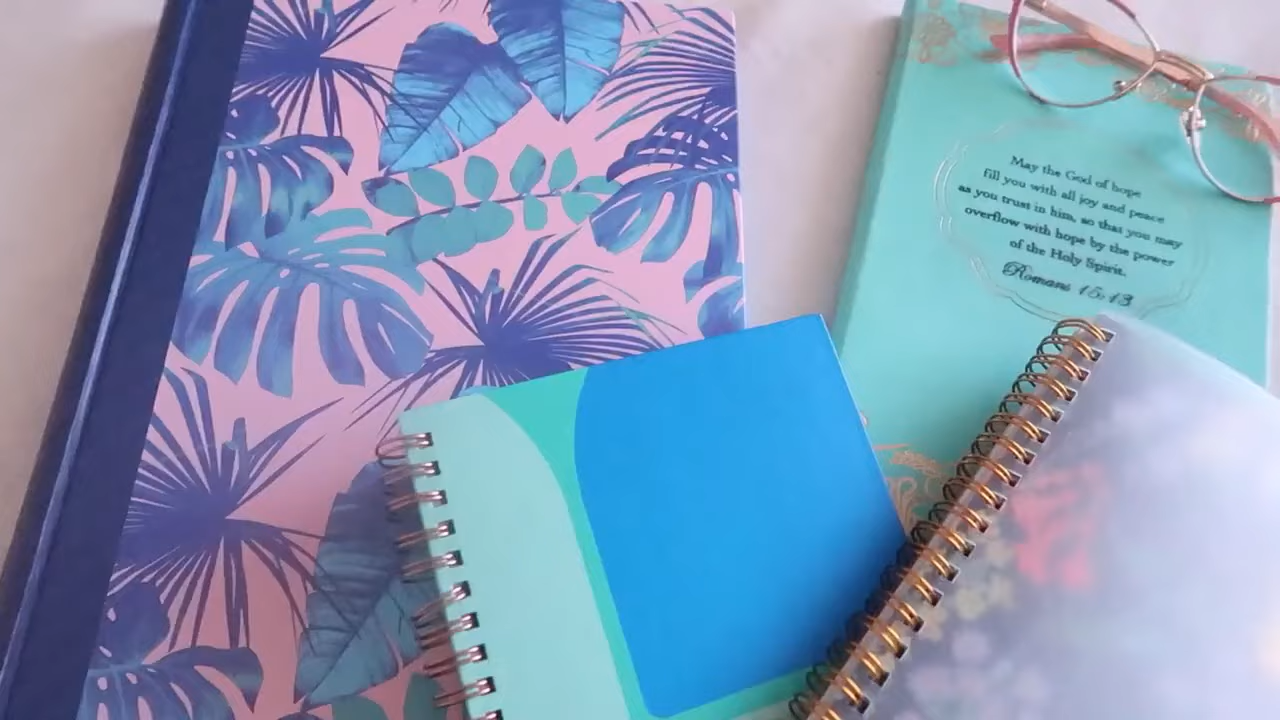 May the God of hope
fill you with all joy and peace
as you trust in him, so that you may
overflow with hope by the power
of the Holy Spirit.
Romans 15:13